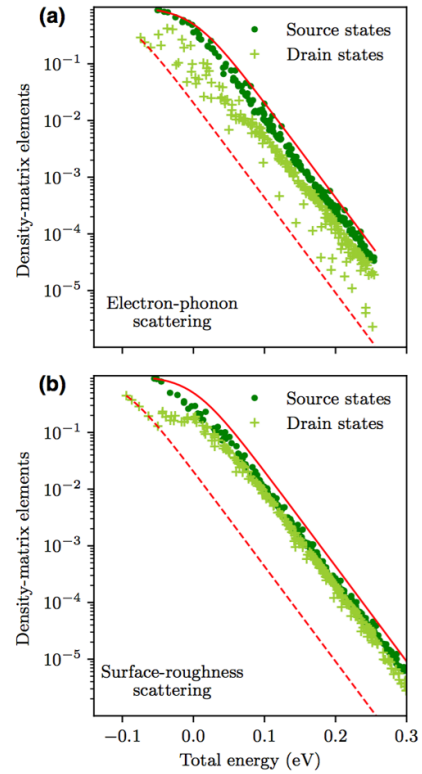 (a)
Source states
Drain states
10⁻¹
10⁻²
10⁻³
10⁻⁴
10⁻⁵
Density-matrix elements
Electron-phonon
scattering
(b)
Source states
Drain states
10⁻¹
10⁻²
10⁻³
10⁻⁴
10⁻⁵
Density-matrix elements
Surface-roughness
scattering
−0.1 0.0 0.1 0.2 0.3
Total energy (eV)